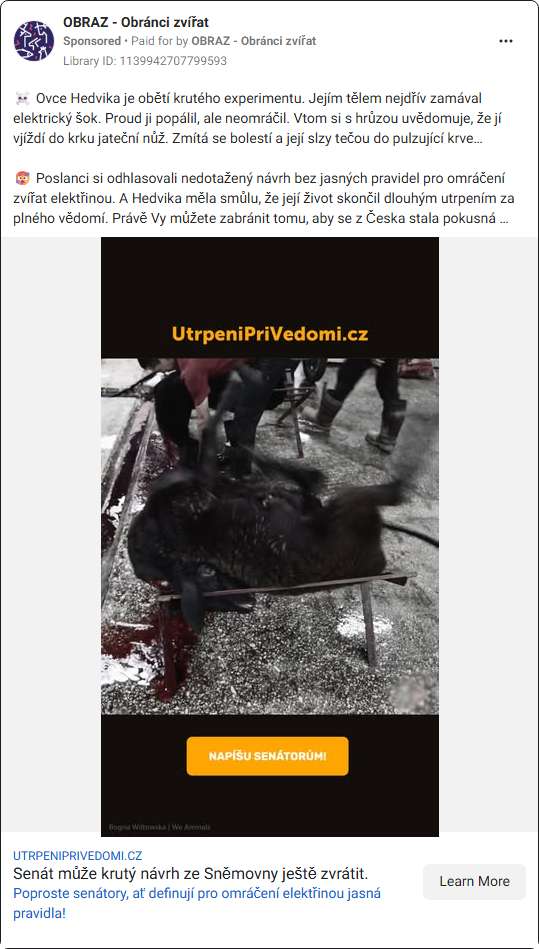 OBRAZ - Obránci zvířat
Sponsored • Paid for by OBRAZ - Obránci zvířat
Library ID: 1139942707799593
☠️ Ovce Hedvika je obětí krutého experimentu. Jejím tělem nejdřív zamával
elektrický šok. Proud ji popálil, ale neomráčil. Vtom si s hrůzou uvědomuje, že jí
vjíždí do krku jateční nůž. Zmítá se bolestí a její slzy tečou do pulzující krve…
🥵 Poslanci si odhlasovali nedotažený návrh bez jasných pravidel pro omráčení
zvířat elektřinou. A Hedvika měla smůlu, že její život skončil dlouhým utrpením za
plného vědomí. Právě Vy můžete zabránit tomu, aby se z Česka stala pokusná …
UtrpeniPriVedomi.cz
NAPÍŠU SENÁTORŮM!
Bogna Wiltowska | We Animals
UTRPENIPRIVEDOMI.CZ
Senát může krutý návrh ze Sněmovny ještě zvrátit.
Poproste senátory, ať definují pro omráčení elektřinou jasná
pravidla!
Learn More